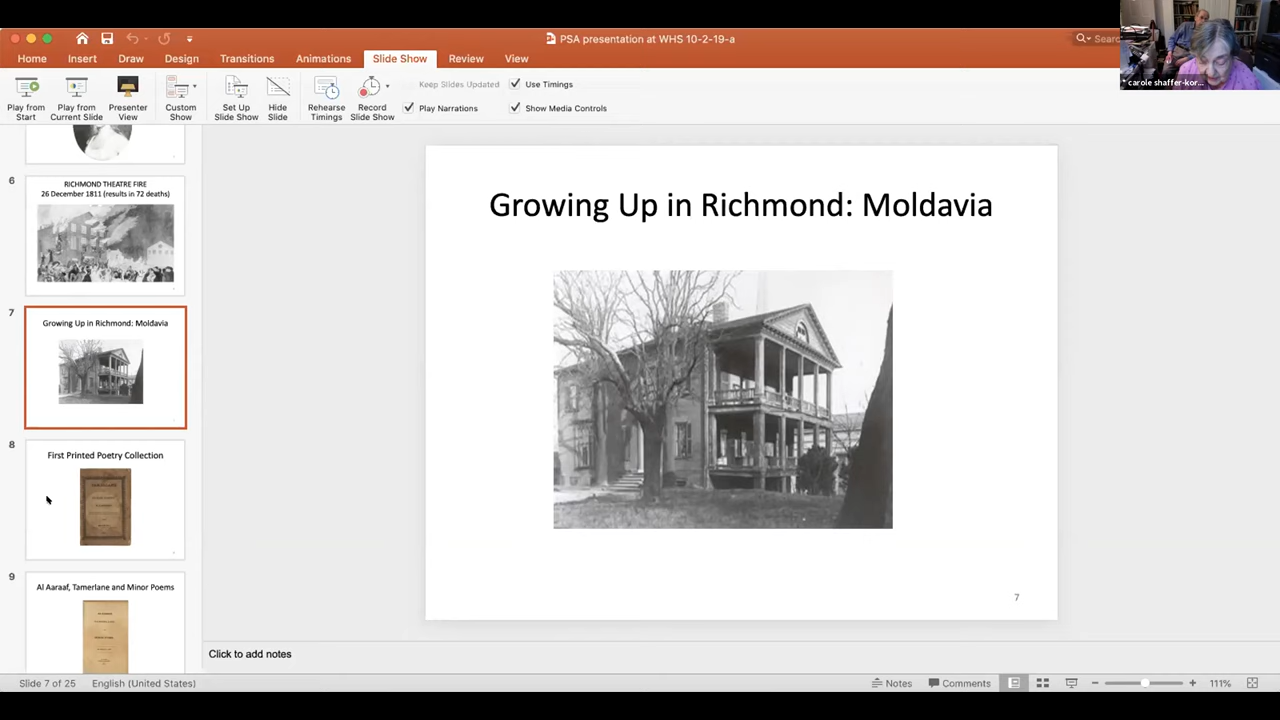 PSA presentation at WHS 10-2-19-a
Home Insert Draw Design Transitions Animations Slide Show Review View
Play from Start
Play from Current Slide
Presenter View
Custom Show
Set Up Slide Show
Hide Slide
Rehearse Timings
Record Slide Show
Keep Slides Updated
Use Timings
Play Narrations
Show Media Controls
* carole shaffer-kor...
6
RICHMOND THEATRE FIRE
26 December 1811 (results in 72 deaths)
7
Growing Up in Richmond: Moldavia
8
First Printed Poetry Collection
9
Al Aaraaf, Tamerlane and Minor Poems
Growing Up in Richmond: Moldavia
7
Click to add notes
Slide 7 of 25 English (United States) Notes Comments 111%